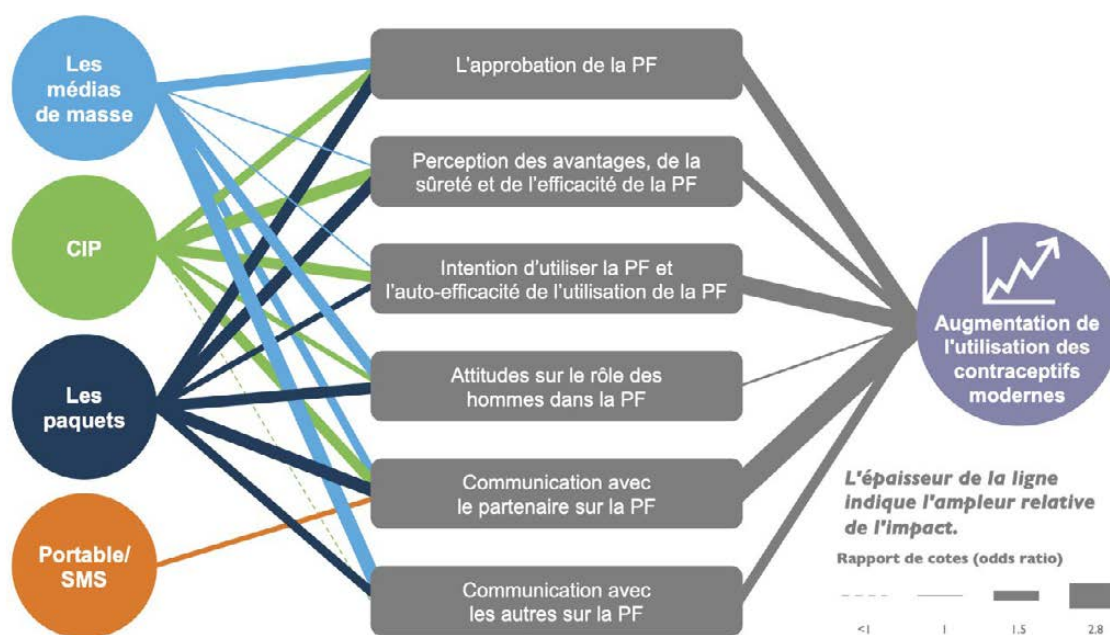 Les
médias
de masse
CIP
Les
paquets
Portable/
SMS
L'approbation de la PF
Perception des avantages, de la
sûreté et de l'efficacité de la PF
Intention d'utiliser la PF et
l'auto-efficacité de l'utilisation de la PF
Attitudes sur le rôle des
hommes dans la PF
Communication avec
le partenaire sur la PF
Communication avec
les autres sur la PF
Augmentation de
l'utilisation des
contraceptifs
modernes
L'épaisseur de la ligne
indique l'ampleur relative
de l'impact.
Rapport de cotes (odds ratio)
<1 1 1.5 2.8